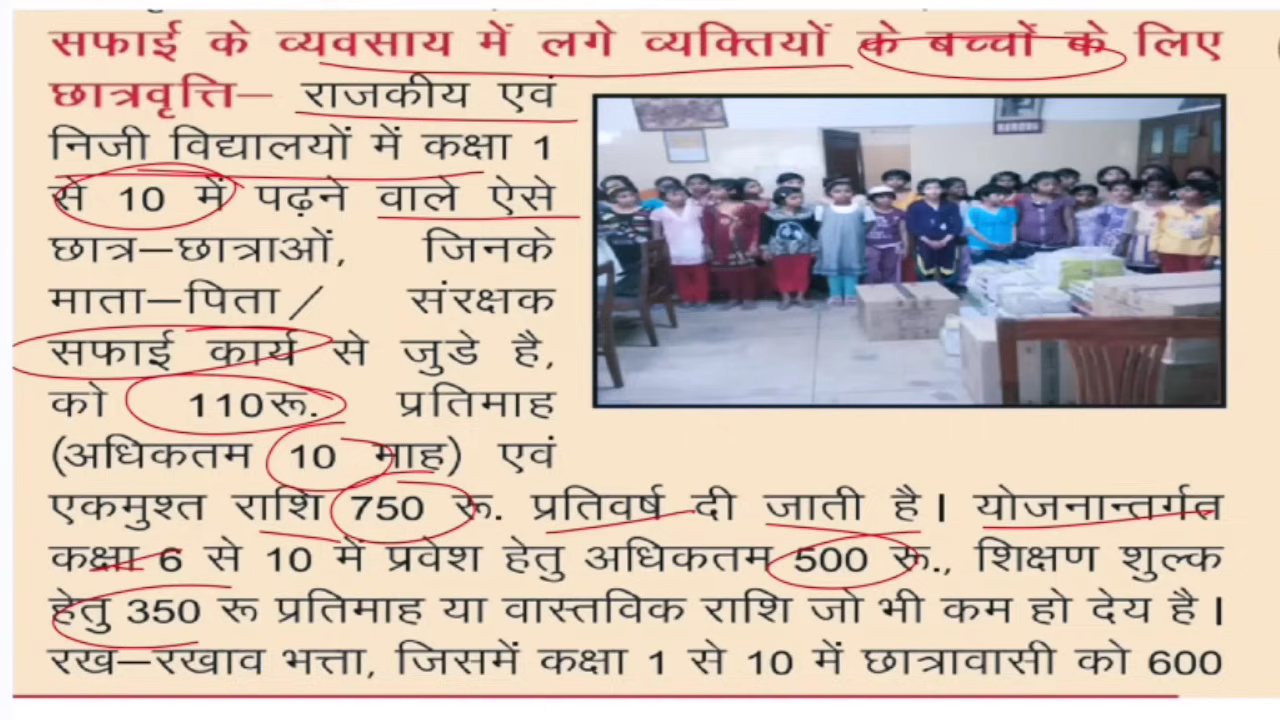 सफाई के व्यवसाय में लगे व्यक्तियों के बच्चों के लिए
छात्रवृत्ति– राजकीय एवं
निजी विद्यालयों में कक्षा 1
से 10 में पढ़ने वाले ऐसे
छात्र–छात्राओं, जिनके
माता–पिता / संरक्षक
सफाई कार्य से जुडे है,
को 110रू. प्रतिमाह
(अधिकतम 10 माह) एवं
एकमुश्त राशि 750 रू. प्रतिवर्ष दी जाती है। योजनान्तर्गत
कक्षा 6 से 10 में प्रवेश हेतु अधिकतम 500 रू., शिक्षण शुल्क
हेतु 350 रू प्रतिमाह या वास्तविक राशि जो भी कम हो देय है।
रख–रखाव भत्ता, जिसमें कक्षा 1 से 10 में छात्रावासी को 600